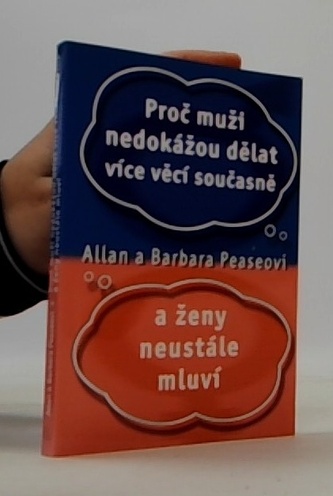 Proč muži
nedokážou dělat
více věcí současně
Allan a Barbara Peaseovi
a ženy
neustále
mluví